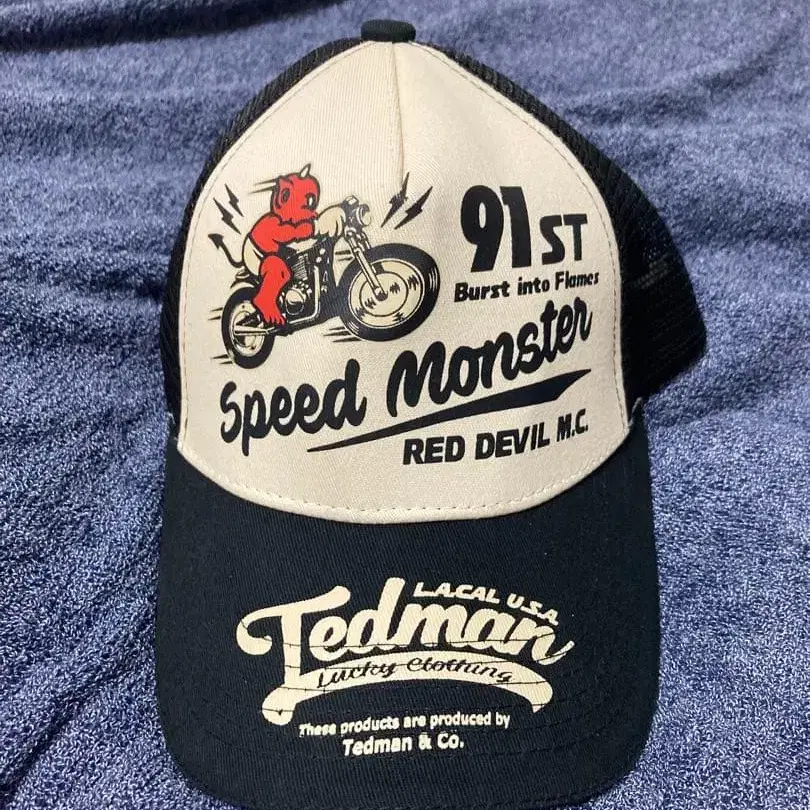 91ST
Burst into Flames
Speed Monster
RED DEVIL M.C.
L.A.CAL U.S.A.
Tedman
Lucky Clothing
These products are produced by
Tedman & Co.